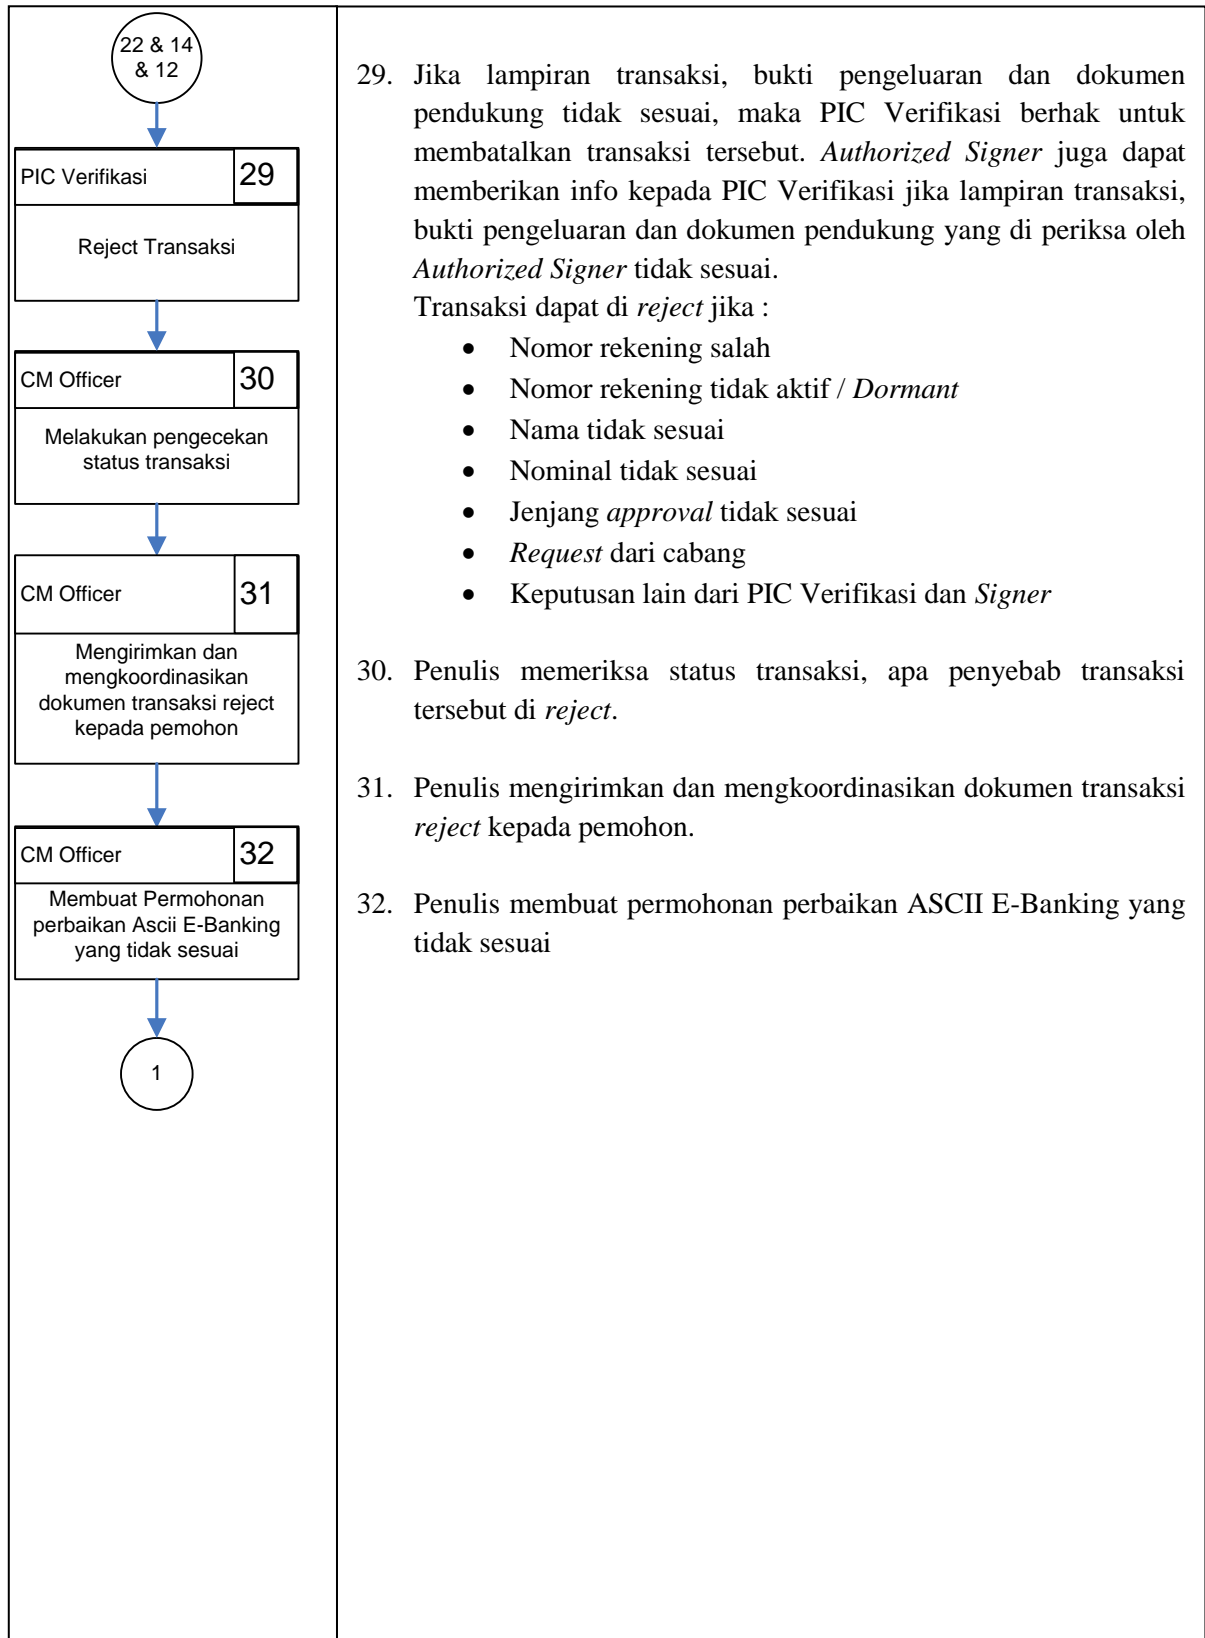 22 & 14
& 12
PIC Verifikasi
29
Reject Transaksi
CM Officer
30
Melakukan pengecekan
status transaksi
CM Officer
31
Mengirimkan dan
mengkoordinasikan
dokumen transaksi reject
kepada pemohon
CM Officer
32
Membuat Permohonan
perbaikan Ascii E-Banking
yang tidak sesuai
1
29. Jika lampiran transaksi, bukti pengeluaran dan dokumen
pendukung tidak sesuai, maka PIC Verifikasi berhak untuk
membatalkan transaksi tersebut. Authorized Signer juga dapat
memberikan info kepada PIC Verifikasi jika lampiran transaksi,
bukti pengeluaran dan dokumen pendukung yang di periksa oleh
Authorized Signer tidak sesuai.
Transaksi dapat di reject jika :
• Nomor rekening salah
• Nomor rekening tidak aktif / Dormant
• Nama tidak sesuai
• Nominal tidak sesuai
• Jenjang approval tidak sesuai
• Request dari cabang
• Keputusan lain dari PIC Verifikasi dan Signer
30. Penulis memeriksa status transaksi, apa penyebab transaksi
tersebut di reject.
31. Penulis mengirimkan dan mengkoordinasikan dokumen transaksi
reject kepada pemohon.
32. Penulis membuat permohonan perbaikan ASCII E-Banking yang
tidak sesuai